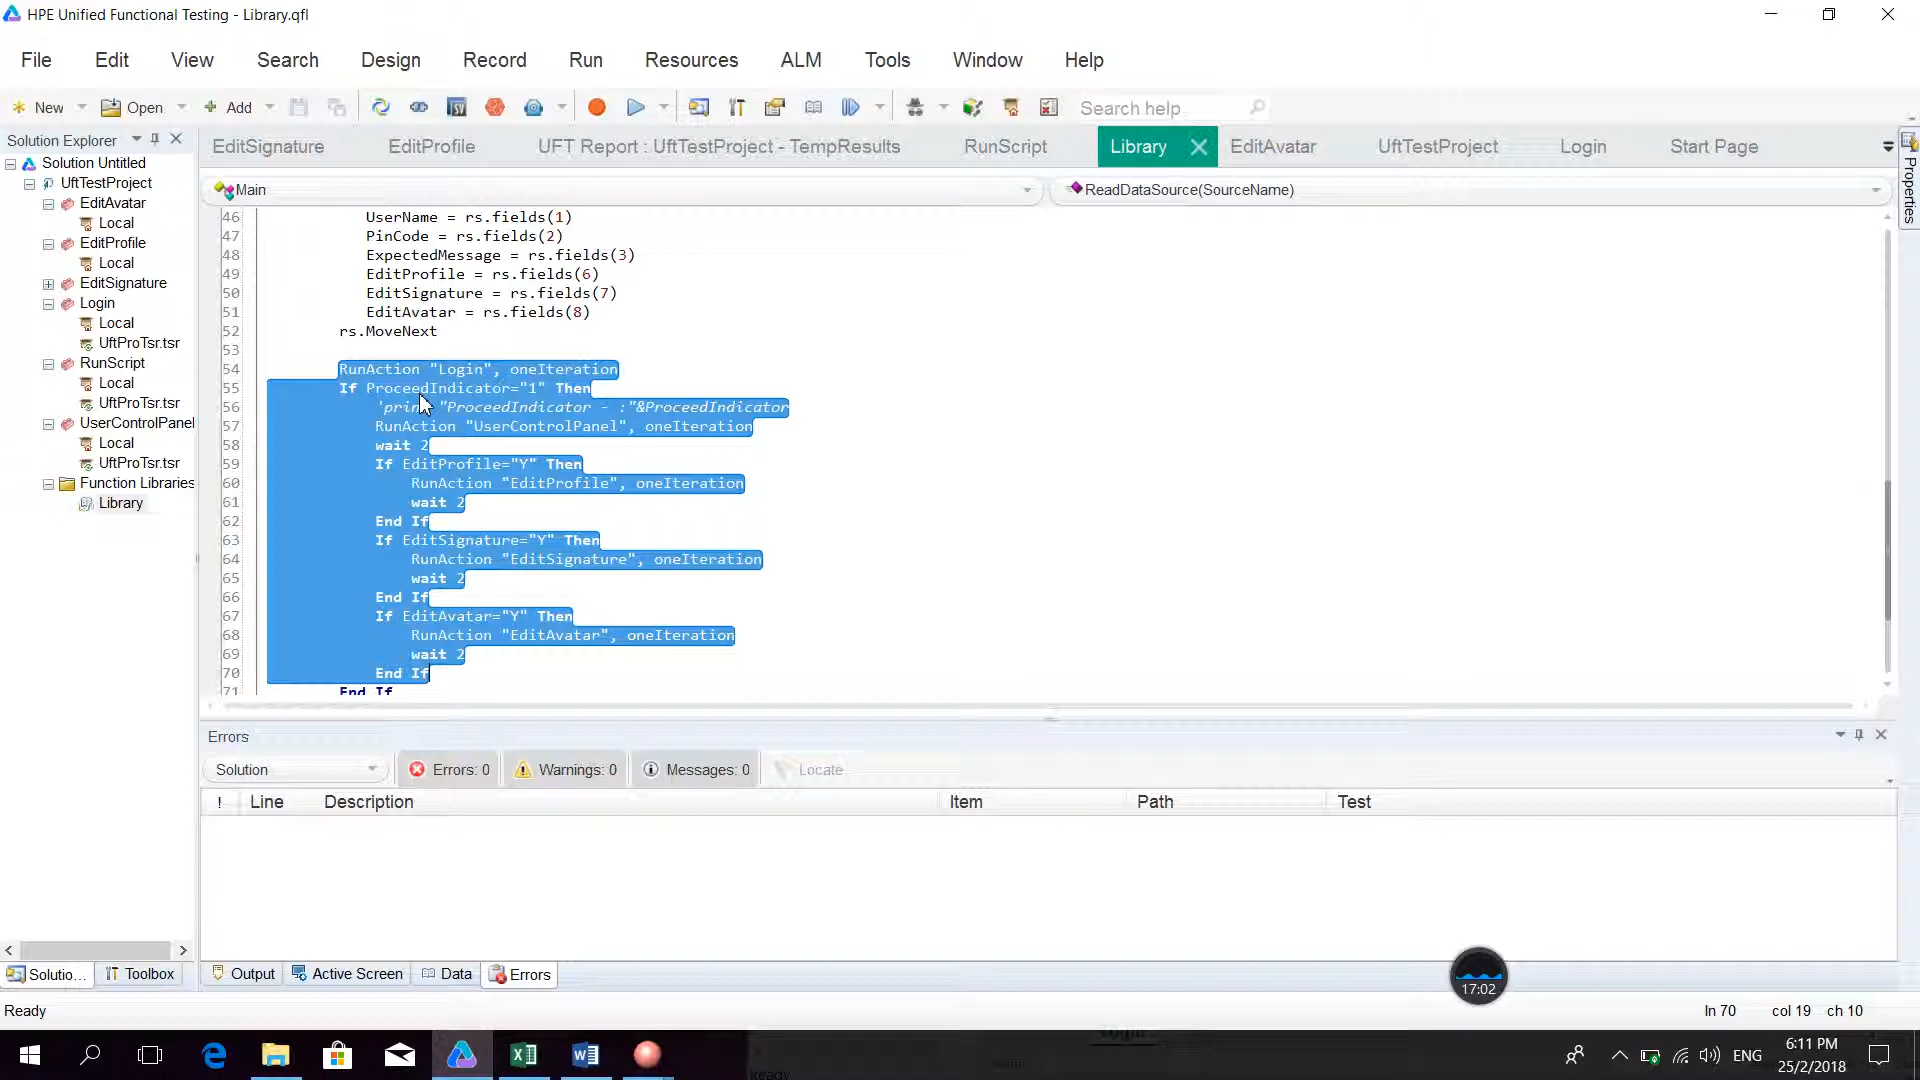 HPE Unified Functional Testing - Library.qfl
File Edit View Search Design Record Run Resources ALM Tools Window Help
New Open Add Search help...
Solution Explorer
EditSignature EditProfile UFT Report : UftTestProject - TempResults RunScript Library EditAvatar UftTestProject Login Start Page
Properties
Solution Untitled
UftTestProject
EditAvatar
Local
EditProfile
Local
EditSignature
Login
Local
UftProTsr.tsr
RunScript
Local
UftProTsr.tsr
UserControlPanel
Local
UftProTsr.tsr
Function Libraries
Library
Main ReadDataSource(SourceName)
46 UserName = rs.fields(1)
47 PinCode = rs.fields(2)
48 ExpectedMessage = rs.fields(3)
49 EditProfile = rs.fields(6)
50 EditSignature = rs.fields(7)
51 EditAvatar = rs.fields(8)
52 rs.MoveNext
53
54 RunAction "Login", oneIteration
55 If ProceedIndicator="1" Then
56 'print "ProceedIndicator - :"&ProceedIndicator
57 RunAction "UserControlPanel", oneIteration
58 wait 2
59 If EditProfile="Y" Then
60 RunAction "EditProfile", oneIteration
61 wait 2
62 End If
63 If EditSignature="Y" Then
64 RunAction "EditSignature", oneIteration
65 wait 2
66 End If
67 If EditAvatar="Y" Then
68 RunAction "EditAvatar", oneIteration
69 wait 2
70 End If
71 End If
Errors
Solution Errors: 0 Warnings: 0 Messages: 0 Locate
! Line Description Item Path Test
Solutio... Toolbox Output Active Screen Data Errors
17:02
Ready ln 70 col 19 ch 10
ENG
6:11 PM
25/2/2018